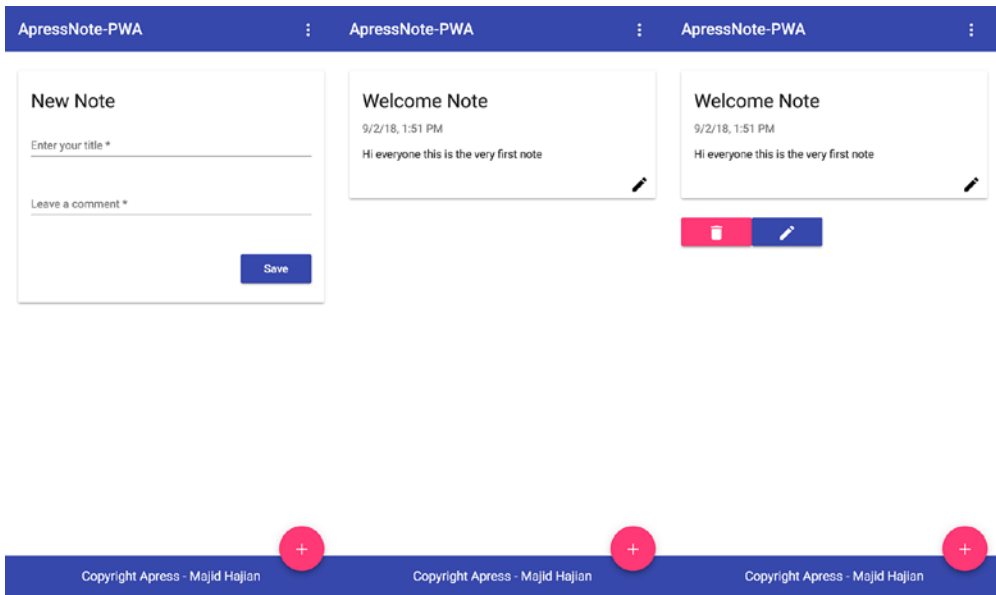 ApressNote-PWA
New Note
Enter your title *
Leave a comment *
Save
Copyright Apress - Majid Hajian
ApressNote-PWA
Welcome Note
9/2/18, 1:51 PM
Hi everyone this is the very first note
Copyright Apress - Majid Hajian
ApressNote-PWA
Welcome Note
9/2/18, 1:51 PM
Hi everyone this is the very first note
Copyright Apress - Majid Hajian